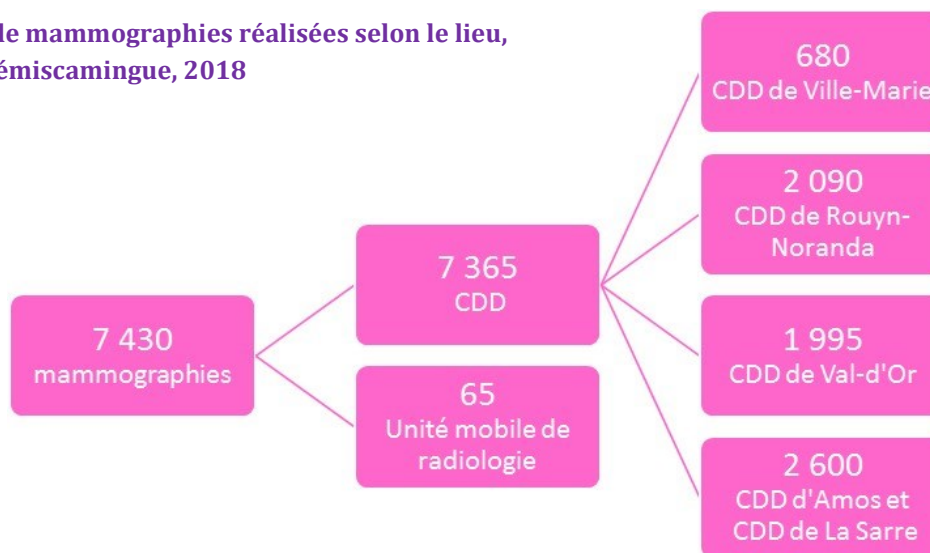 de mammographies réalisées selon le lieu,
émiscamingue, 2018
7 430
mammographies
7 365
CDD
65
Unité mobile de
radiologie
680
CDD de Ville-Marie
2 090
CDD de Rouyn-
Noranda
1 995
CDD de Val-d'Or
2 600
CDD d'Amos et
CDD de La Sarre